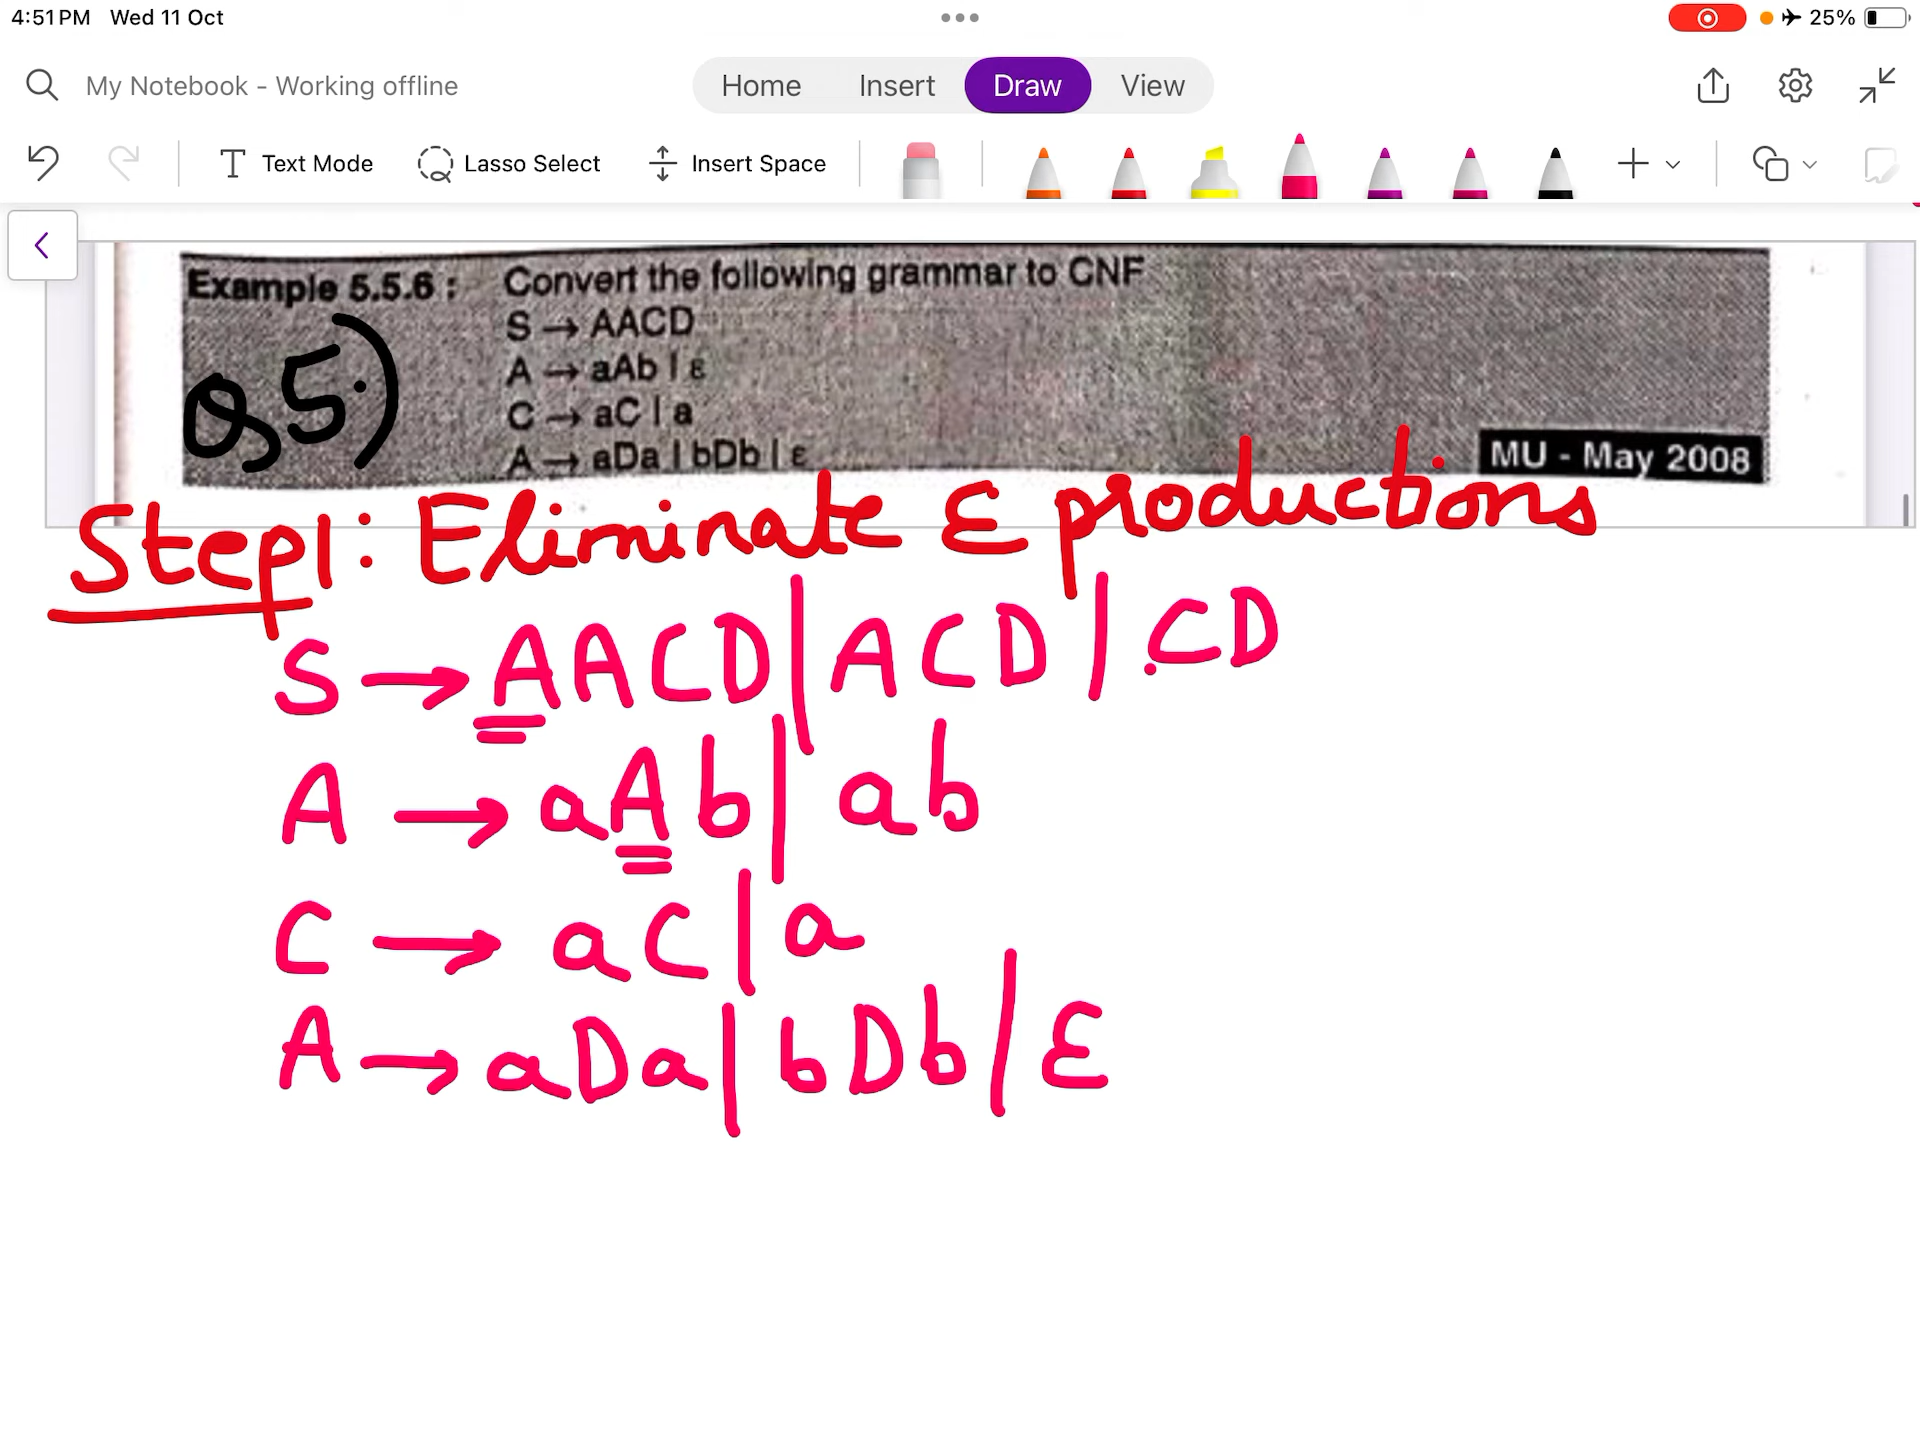 4:51 PM Wed 11 Oct 25%
My Notebook - Working offline Home Insert Draw View
Text Mode Lasso Select Insert Space
Example 5.5.6 : Convert the following grammar to CNF
S → AACD
A → aAb | ε
C → aC | a
A → aDa | bDb | ε
Q5.)
MU - May 2008
Step1: Eliminate ε productions
S → AACD | ACD | CD
A → aAb | ab
C → aC | a
A → aDa | bDb | ε